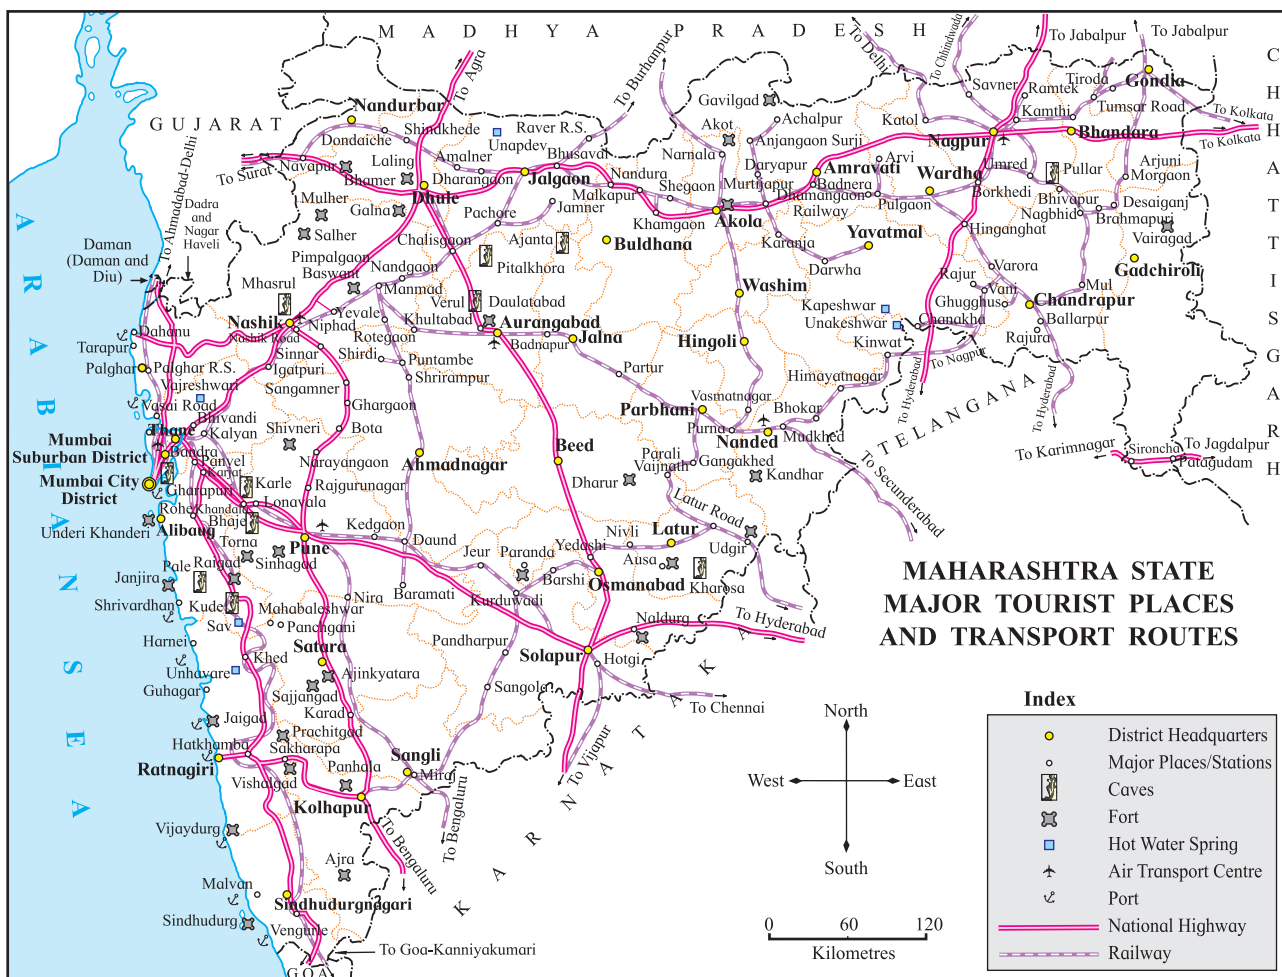 M A D H Y A P R A D E S H
C H H A T T I S G A R H
G U J A R A T
A R A B I A N S E A
T E L A N G A N A
K A R N A T A K A
G O A
To Agra
To Burhanpur
To Delhi
To Chhindwada
To Jabalpur
To Jabalpur
Gavilgad
Savner
Ramtek
Tiroda
Gondia
Nandurbar
Shindkhede
Unapdev
Raver R.S.
Akot
Achalpur
Katol
Kamthi
Tumsar Road
To Kolkata
To Kolkata
Dondaiche
Laling
Amalner
Bhusaval
Narnala
Anjangaon Surji
Nagpur
Bhandara
To Surat
Navapur
Bhamer
Dharangaon
Jalgaon
Nandura
Shegaon
Daryapur
Murtijapur
Amravati
Badnera
Arvi
Wardha
Umred
Pullar
Arjuni
Morgaon
Mulher
Galna
Dhule
Pachore
Jamner
Malkapur
Khamgaon
Akola
Dhamangaon
Railway
Pulgaon
Borkhedi
Bhivapur
Nagbhid
Desaiganj
Brahmapuri
Dadra
and
Nagar
Haveli
To Ahmadabad-Delhi
Salher
Chalisgaon
Ajanta
Pitalkhora
Buldhana
Karanja
Yavatmal
Hinganghat
Vairagad
Daman
(Daman and
Diu)
Pimpalgaon
Baswant
Nandgaon
Manmad
Darwha
Gadchiroli
Mhasrul
Verul
Daulatabad
Washim
Kapeshwar
Unakeshwar
Rajur
Varora
Vani
Ghugghus
Mul
Chandrapur
Nashik
Niphad
Yevale
Khultabad
Aurangabad
Chanakha
Ballarpur
Dahanu
Nashik Road
Rotegaon
Badnapur
Jalna
Hingoli
Kinwat
Rajura
Tarapur
Sinnar
Shirdi
Puntambe
To Nagpur
Palghar
Palghar R.S.
Igatpuri
Shrirampur
Partur
Himayatnagar
To Hyderabad
To Hyderabad
Vajreshwari
Sangamner
Vasai Road
Ghargaon
Parbhani
Vasmatnagar
Bhokar
Thane
Bhivandi
Kalyan
Shivneri
Bota
Purna
Nanded
Mudkhed
Mumbai
Suburban District
Bandra
Panvel
Narayangaon
Ahmadnagar
Beed
Parali
Vaijnath
Gangakhed
Kandhar
To Karimnagar
Sironcha
To Jagdalpur
Patagudam
Mumbai City
District
Karjat
Gharapuri
Karle
Rajgurunagar
Dharur
To Secunderabad
Rohe
Khandala
Lonavala
Bhaje
Kedgaon
Latur Road
Underi Khanderi
Alibaug
Torna
Pune
Daund
Nivli
Latur
Udgir
Pale
Raigad
Sinhagad
Jeur
Paranda
Yedashi
Ausa
Janjira
Barshi
Osmanabad
Kharosa
Shrivardhan
Kude
Mahabaleshwar
Nira
Baramati
Kurduwadi
Sav
Panchgani
Naldurg
To Hyderabad
Harnei
Khed
Satara
Pandharpur
Solapur
Hotgi
Unhavare
Ajinkyatara
Guhagar
Sajjangad
Sangole
To Chennai
Jaigad
Karad
Prachitgad
Hatkhamba
Sakharapa
Sangli
To Vijapur
Ratnagiri
Vishalgad
Panhala
Miraj
Kolhapur
Vijaydurg
To Bengaluru
To Bengaluru
Ajra
Malvan
Sindhudurgnagari
Sindhudurg
Vengurle
To Goa-Kanniyakumari
MAHARASHTRA STATE
MAJOR TOURIST PLACES
AND TRANSPORT ROUTES
North
West
East
South
0 60 120
Kilometres
Index
District Headquarters
Major Places/Stations
Caves
Fort
Hot Water Spring
Air Transport Centre
Port
National Highway
Railway